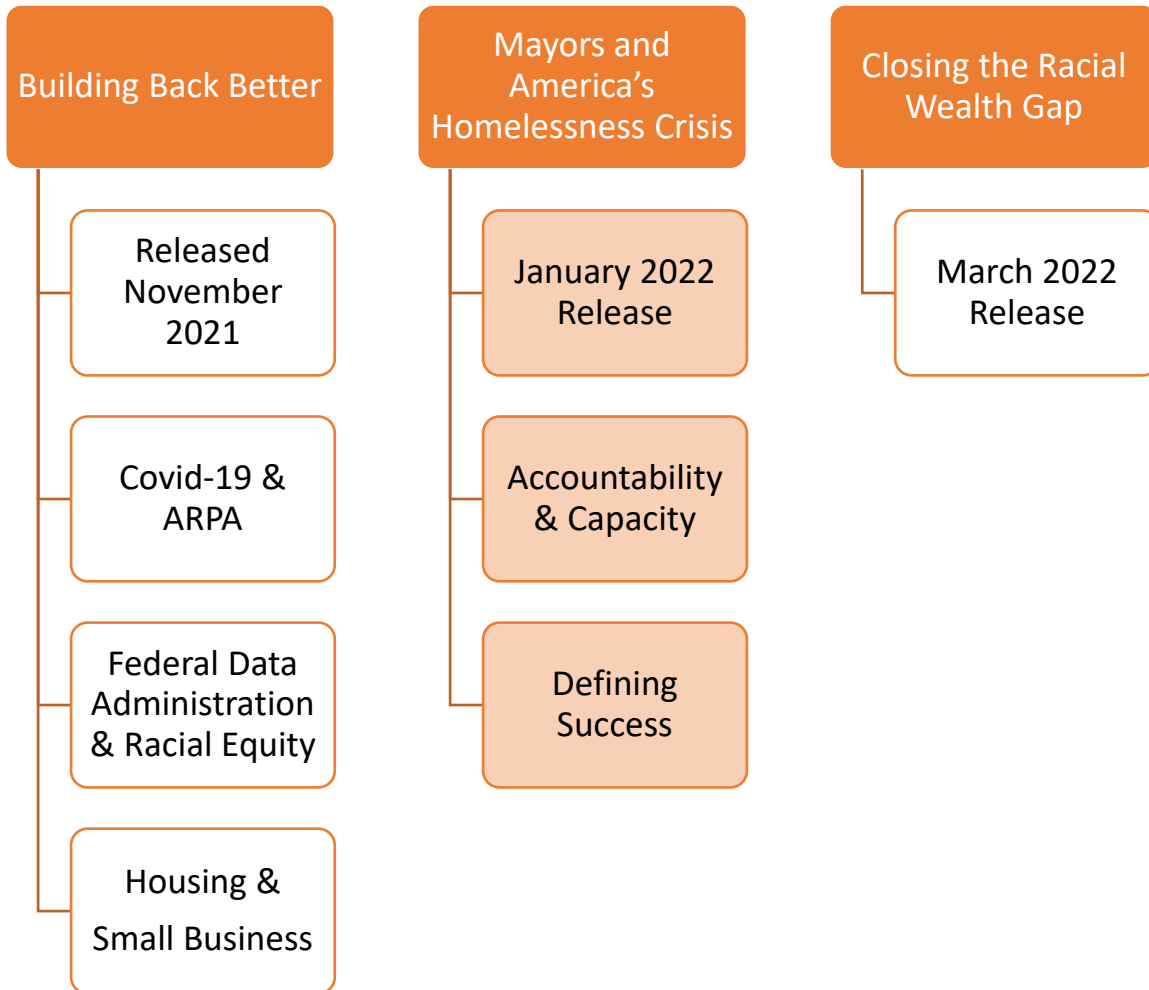 Building Back Better
Released
November
2021
Covid-19 &
ARPA
Federal Data
Administration
& Racial Equity
Housing &
Small Business
Mayors and
America’s
Homelessness Crisis
January 2022
Release
Accountability
& Capacity
Defining
Success
Closing the Racial
Wealth Gap
March 2022
Release